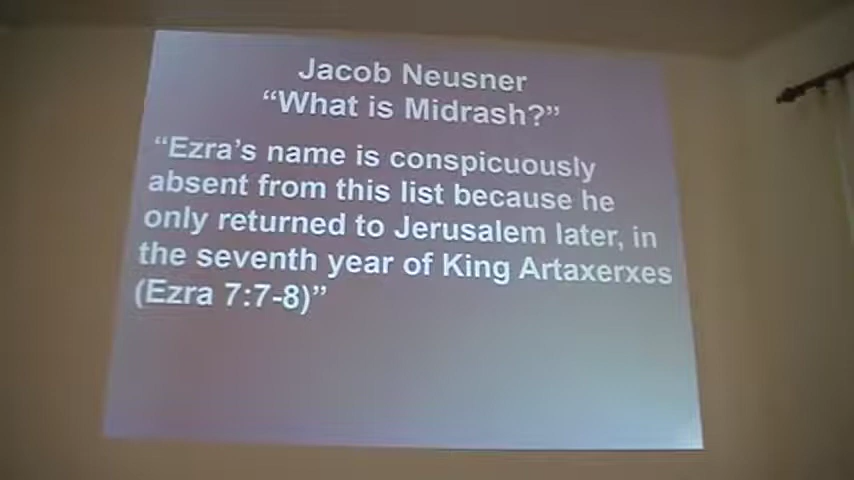 Jacob Neusner
“What is Midrash?”
“Ezra’s name is conspicuously
absent from this list because he
only returned to Jerusalem later, in
the seventh year of King Artaxerxes
(Ezra 7:7-8)”